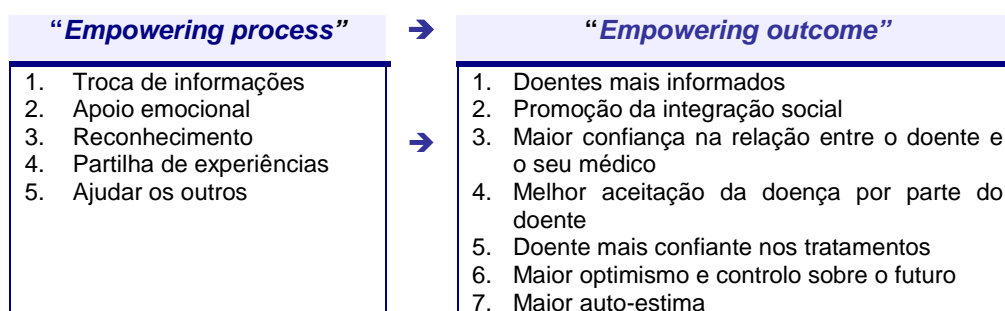 “Empowering process” ➔ “Empowering outcome”
1. Troca de informações
2. Apoio emocional
3. Reconhecimento
4. Partilha de experiências
5. Ajudar os outros
➔
1. Doentes mais informados
2. Promoção da integração social
3. Maior confiança na relação entre o doente e
o seu médico
4. Melhor aceitação da doença por parte do
doente
5. Doente mais confiante nos tratamentos
6. Maior optimismo e controlo sobre o futuro
7. Maior auto-estima